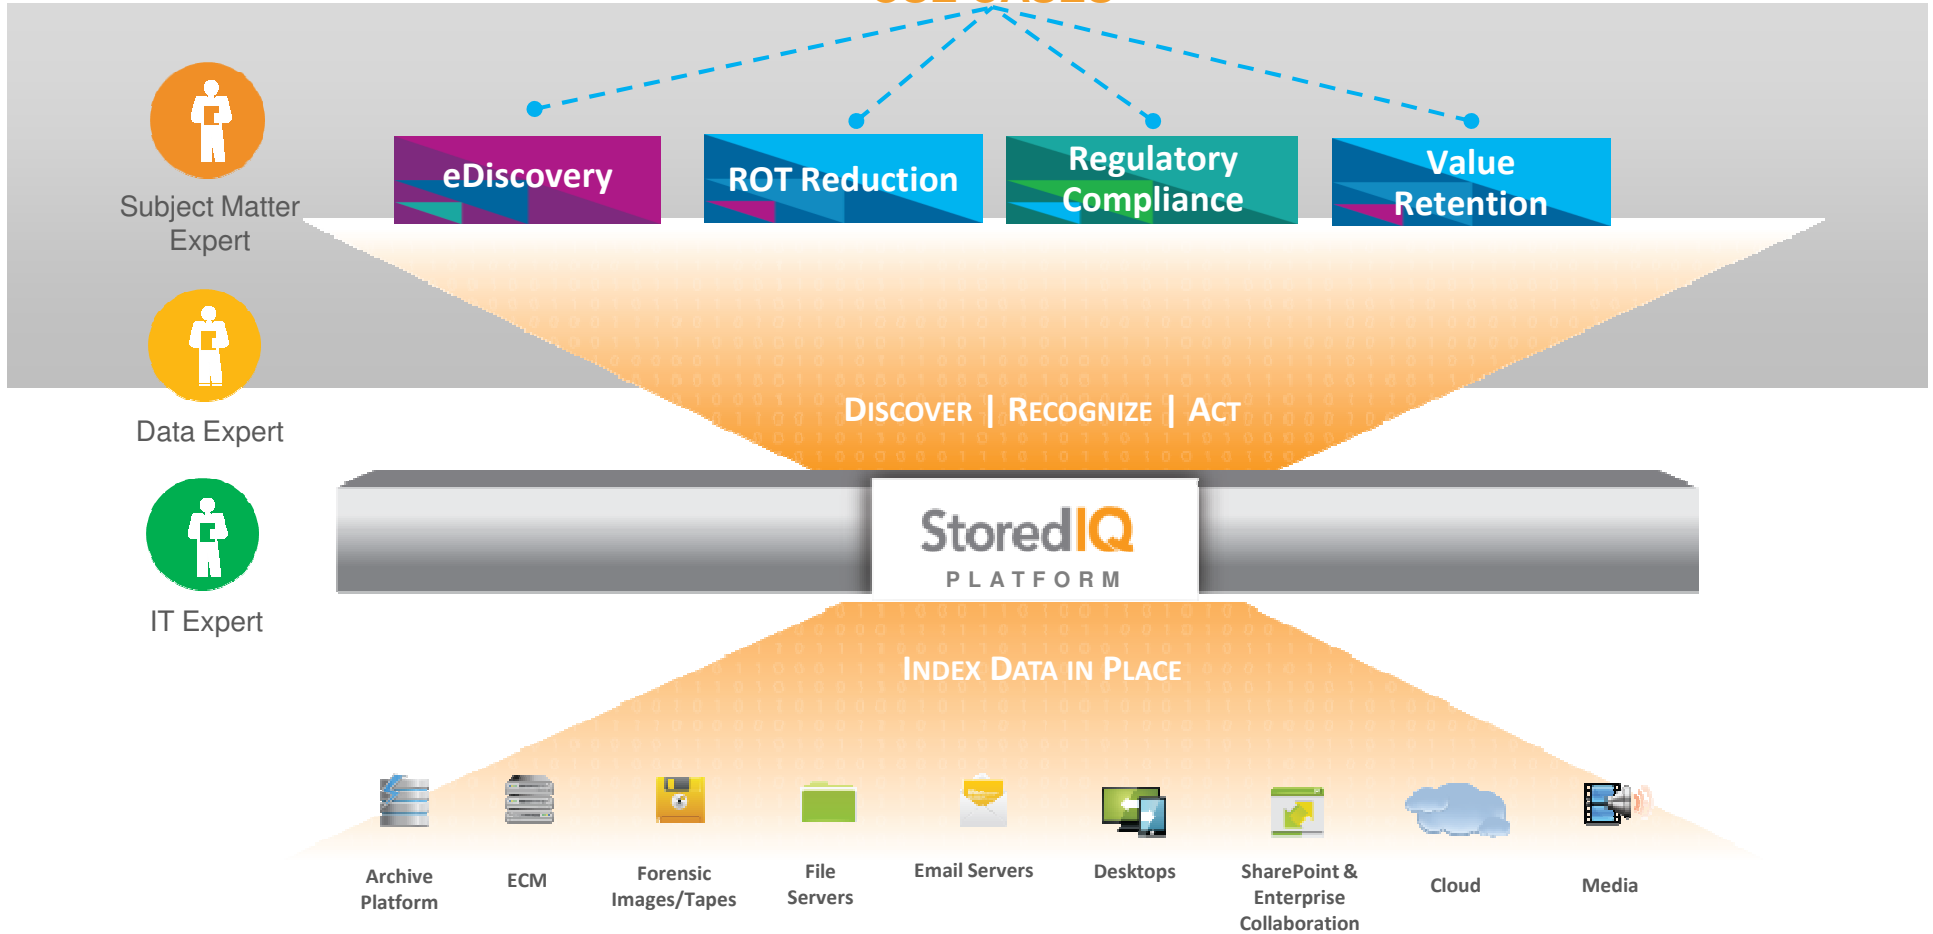 USE CASES
eDiscovery
ROT Reduction
Regulatory
Compliance
Value
Retention
Subject Matter
Expert
Data Expert
IT Expert
DISCOVER | RECOGNIZE | ACT
StoredIQ
PLATFORM
INDEX DATA IN PLACE
Archive
Platform
ECM
Forensic
Images/Tapes
File
Servers
Email Servers
Desktops
SharePoint &
Enterprise
Collaboration
Cloud
Media